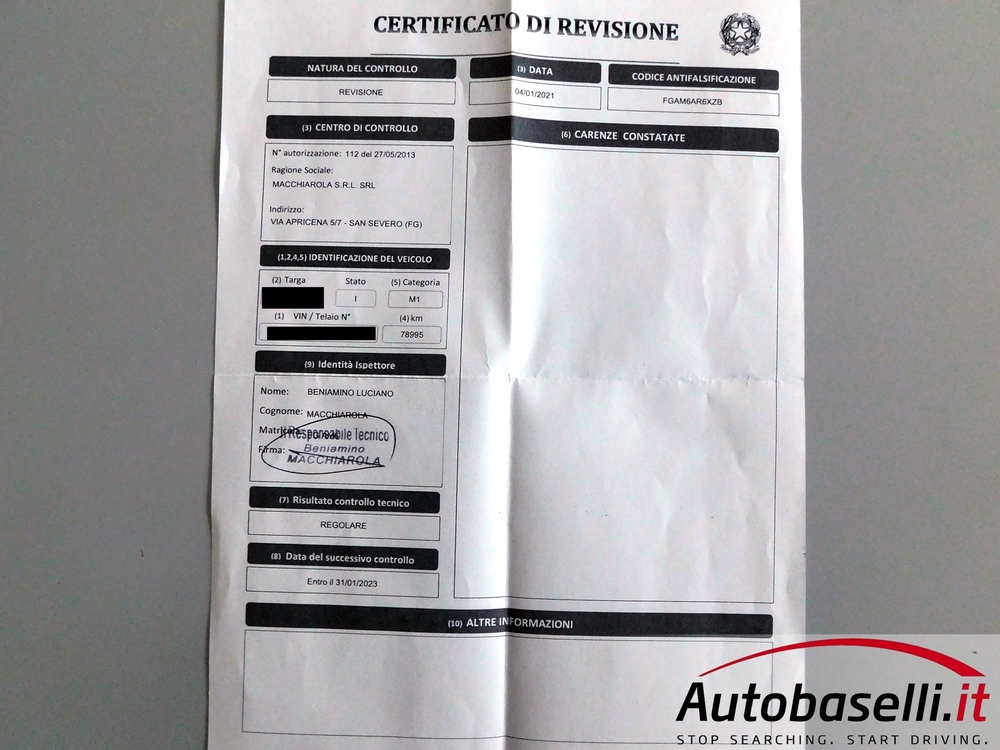 CERTIFICATO DI REVISIONE
NATURA DEL CONTROLLO
REVISIONE
(3) DATA
04/01/2021
CODICE ANTIFALSIFICAZIONE
FGAM6AR6XZB
(3) CENTRO DI CONTROLLO
N° autorizzazione: 112 del 27/05/2013
Ragione Sociale:
MACCHIAROLA S.R.L. SRL
Indirizzo:
VIA APRICENA 5/7 - SAN SEVERO (FG)
(6) CARENZE CONSTATATE
(1,2,4,5) IDENTIFICAZIONE DEL VEICOLO
(2) Targa
Stato
I
(5) Categoria
M1
(1) VIN / Telaio N°
(4) km
78995
(9) Identità Ispettore
Nome: BENIAMINO LUCIANO
Cognome: MACCHIAROLA
Matricola:
Il Responsabile Tecnico
Firma: Beniamino
MACCHIAROLA
(7) Risultato controllo tecnico
REGOLARE
(8) Data del successivo controllo
Entro il 31/01/2023
(10) ALTRE INFORMAZIONI
Autobaselli.it
STOP SEARCHING. START DRIVING.